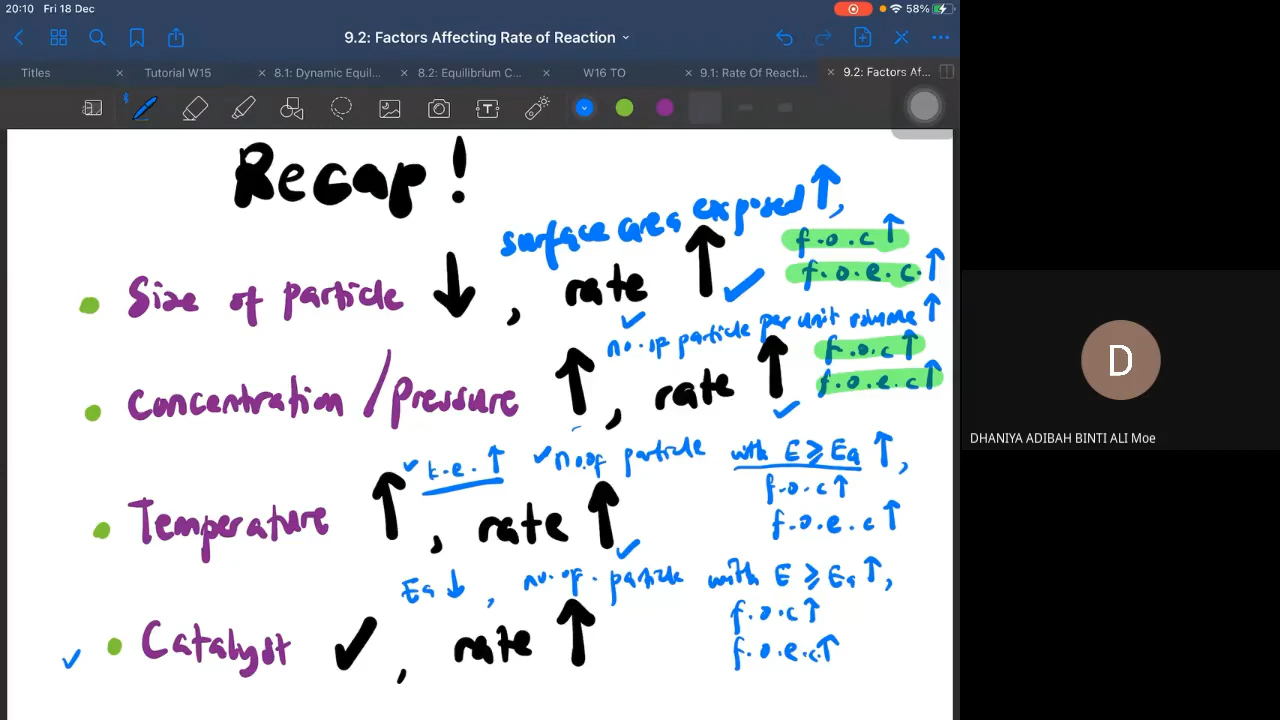 20:10 Fri 18 Dec 58%
9.2: Factors Affecting Rate of Reaction
Titles Tutorial W15 8.1: Dynamic Equil... 8.2: Equilibrium C... W16 TO 9.1: Rate Of Reacti... 9.2: Factors Af...
T
Recap!
surface area exposed ↑,
f.o.c ↑
f.o.e.c. ↑
• Size of particle ↓, rate ↑ ✓
✓ no. of particle per unit volume ↑
f.o.c ↑
f.o.e.c ↑
• Concentration / pressure ↑, rate ↑ ✓
✓ k.e. ↑ ✓ no. of particle with E ⩾ Ea ↑,
f.o.c ↑
f.o.e.c ↑
• Temperature ↑, rate ↑ ✓
Ea ↓, no. of. particle with E ⩾ Ea ↑,
f.o.c ↑
f.o.e.c. ↑
✓ • Catalyst ✓, rate ↑
D
DHANIYA ADIBAH BINTI ALI Moe